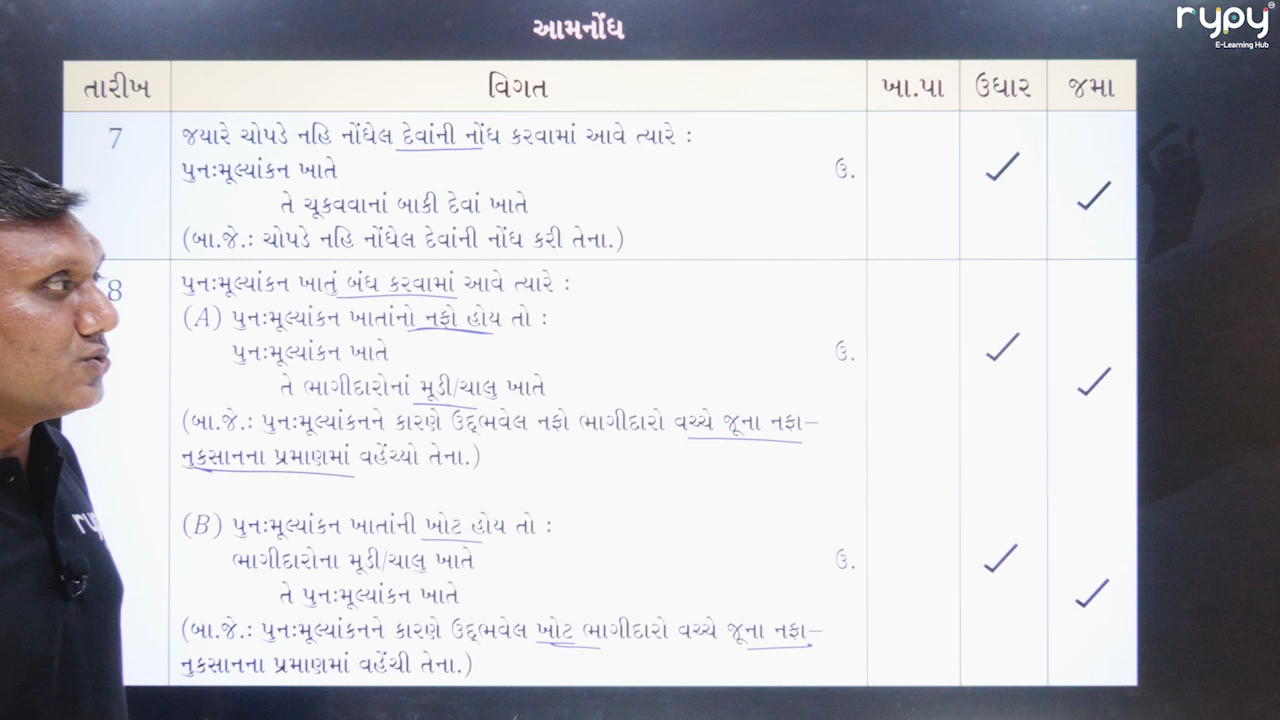 આમનોંધ
rypy
E-Learning Hub
તારીખ વિગત ખા.પા ઉધાર જમા
7 જયારે ચોપડે નહિ નોંધેલ દેવાંની નોંધ કરવામાં આવે ત્યારે :
પુનઃમૂલ્યાંકન ખાતે ઉ.
તે ચૂકવવાનાં બાકી દેવાં ખાતે
(બા.જે.: ચોપડે નહિ નોંધેલ દેવાંની નોંધ કરી તેના.)
8 પુનઃમૂલ્યાંકન ખાતું બંધ કરવામાં આવે ત્યારે :
(A) પુનઃમૂલ્યાંકન ખાતાંનો નફો હોય તો :
પુનઃમૂલ્યાંકન ખાતે ઉ.
તે ભાગીદારોનાં મૂડી/ચાલુ ખાતે
(બા.જે.: પુનઃમૂલ્યાંકનને કારણે ઉદ્ભવેલ નફો ભાગીદારો વચ્ચે જૂના નફા–
નુકસાનના પ્રમાણમાં વહેંચ્યો તેના.)
(B) પુનઃમૂલ્યાંકન ખાતાંની ખોટ હોય તો :
ભાગીદારોના મૂડી/ચાલુ ખાતે ઉ.
તે પુનઃમૂલ્યાંકન ખાતે
(બા.જે.: પુનઃમૂલ્યાંકનને કારણે ઉદ્ભવેલ ખોટ ભાગીદારો વચ્ચે જૂના નફા–
નુકસાનના પ્રમાણમાં વહેંચી તેના.)